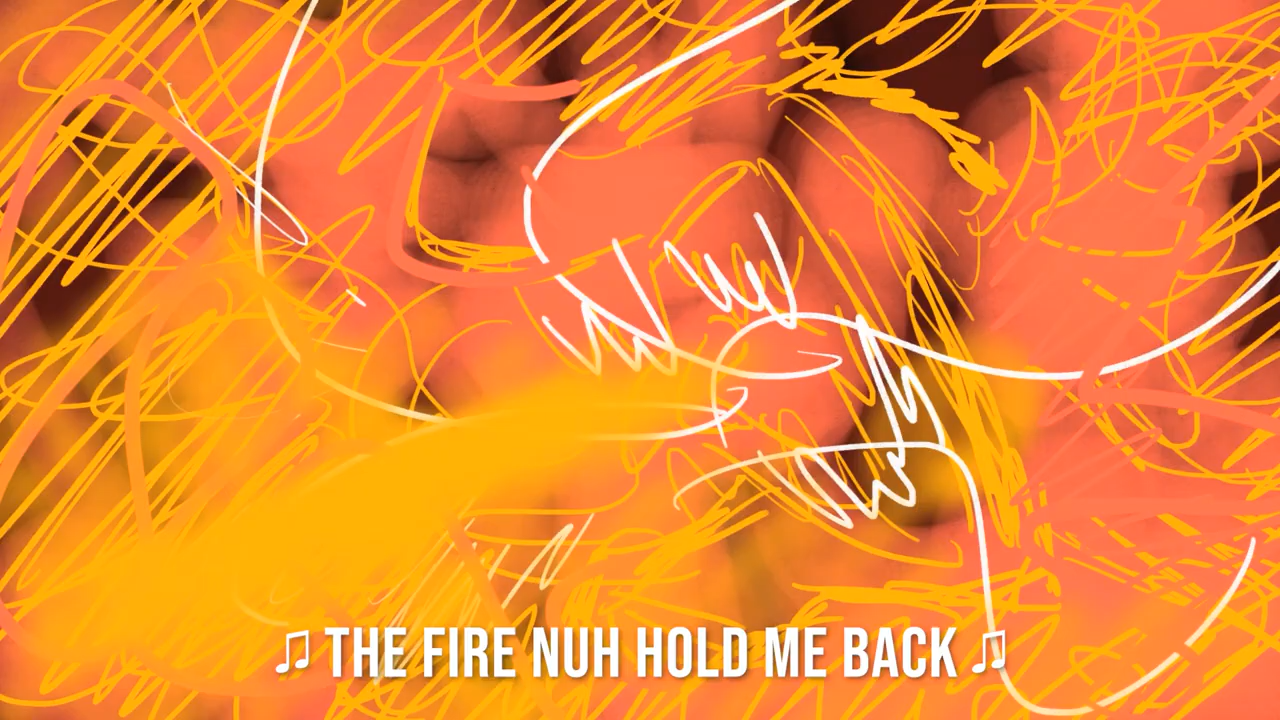 ♫ THE FIRE NUH HOLD ME BACK ♫